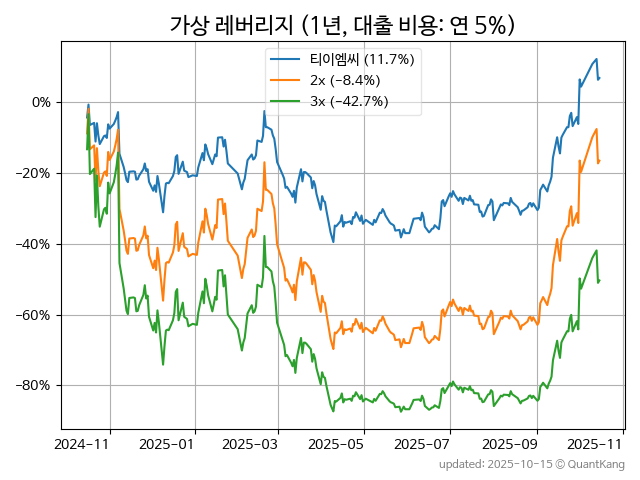 가상 레버리지 (1년, 대출 비용: 연 5%)
티이엠씨 (11.7%)
2x (−8.4%)
3x (−42.7%)
0%
−20%
−40%
−60%
−80%
2024-11 2025-01 2025-03 2025-05 2025-07 2025-09 2025-11
updated: 2025-10-15 © QuantKang